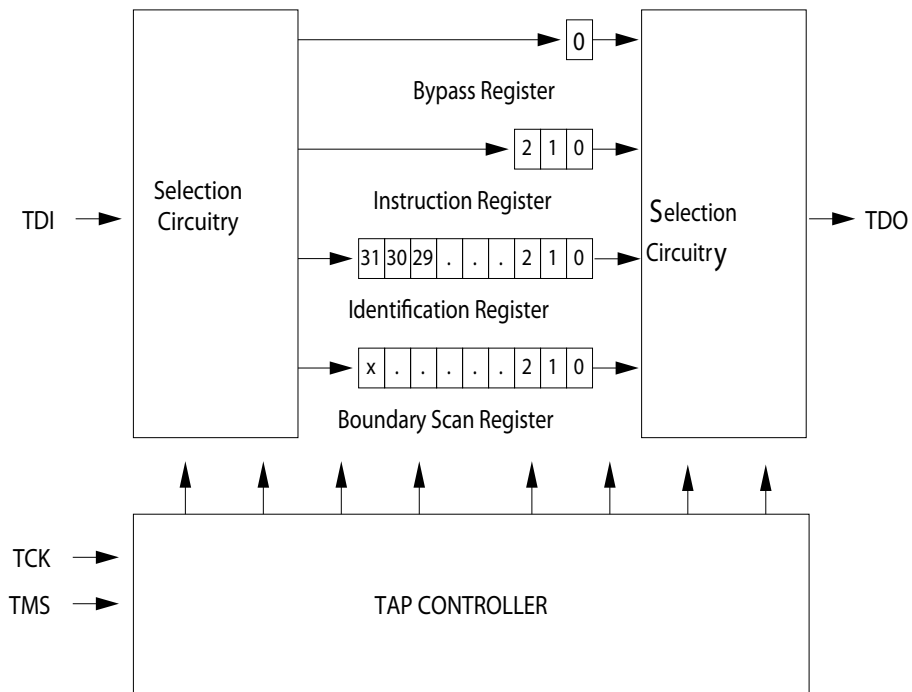 0
Bypass Register
2 1 0
Selection
Circuitry
Instruction Register
TDI
Selection
Circuitry
TDO
31 30 29 . . . 2 1 0
Identification Register
x . . . . . 2 1 0
Boundary Scan Register
TCK
TMS
TAP CONTROLLER